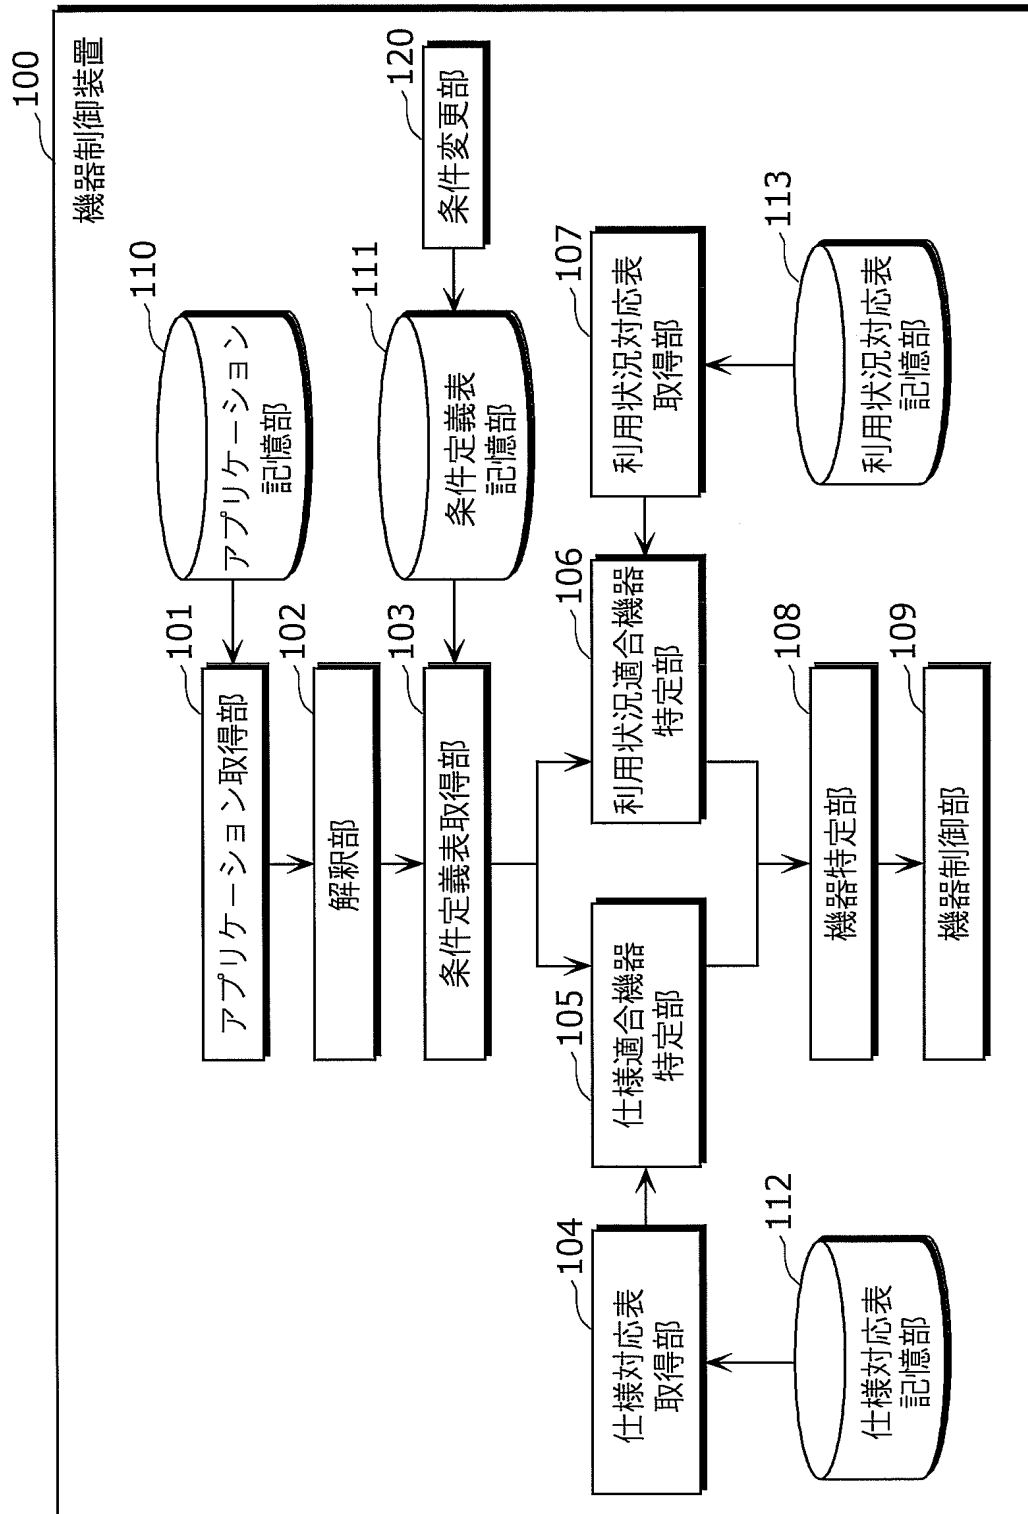 100
機器制御装置
110
アプリケーション
記憶部
101
アプリケーション取得部
102
解釈部
120
条件変更部
111
条件定義表
記憶部
103
条件定義表取得部
104
仕様対応表
取得部
105
仕様適合機器
特定部
106
利用状況適合機器
特定部
107
利用状況対応表
取得部
112
仕様対応表
記憶部
108
機器特定部
113
利用状況対応表
記憶部
109
機器制御部